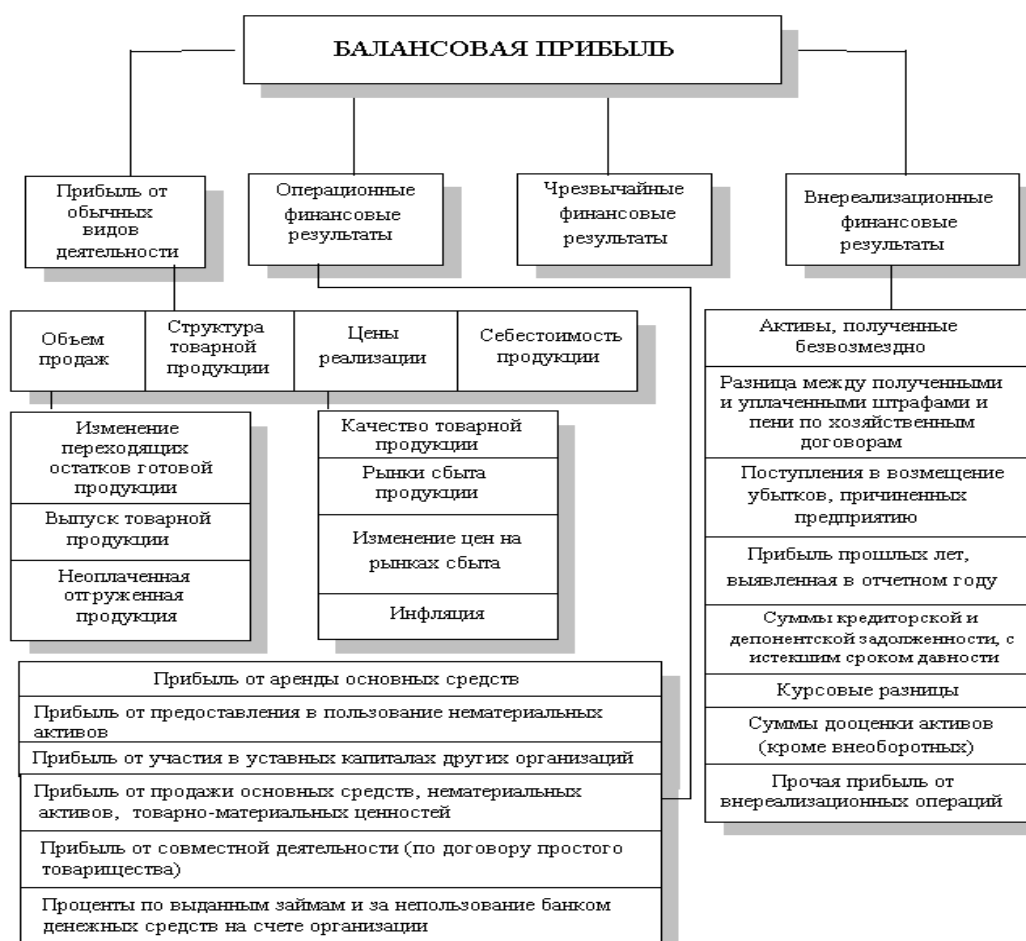 БАЛАНСОВАЯ ПРИБЫЛЬ
Прибыль от
обычных
видов
деятельности
Операционные
финансовые
результаты
Чрезвычайные
финансовые
результаты
Внереализационные
финансовые
результаты
Объем
продаж
Структура
товарной
продукции
Цены
реализации
Себестоимость
продукции
Изменение
переходящих
остатков готовой
продукции
Выпуск товарной
продукции
Неоплаченная
отгруженная
продукция
Качество товарной
продукции
Рынки сбыта
продукции
Изменение цен на
рынках сбыта
Инфляция
Активы, полученные
безвозмездно
Разница между полученными
и уплаченными штрафами и
пени по хозяйственным
договорам
Поступления в возмещение
убытков, причиненных
предприятию
Прибыль прошлых лет,
выявленная в отчетном году
Суммы кредиторской и
депонентской задолженности, с
истекшим сроком давности
Курсовые разницы
Суммы дооценки активов
(кроме внеоборотных)
Прочая прибыль от
внереализационных операций
Прибыль от аренды основных средств
Прибыль от предоставления в пользование нематериальных
активов
Прибыль от участия в уставных капиталах других организаций
Прибыль от продажи основных средств, нематериальных
активов, товарно-материальных ценностей
Прибыль от совместной деятельности (по договору простого
товарищества)
Проценты по выданным займам и за непользование банком
денежных средств на счете организации